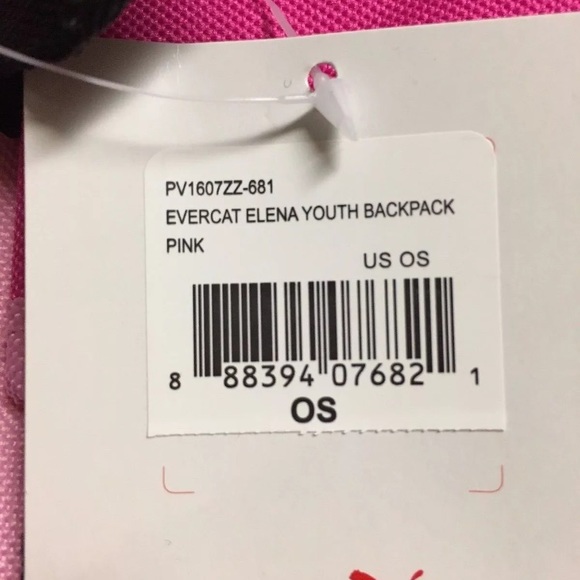 PV1607ZZ-681
EVERCAT ELENA YOUTH BACKPACK
PINK
US OS
8 88394 07682 1
OS